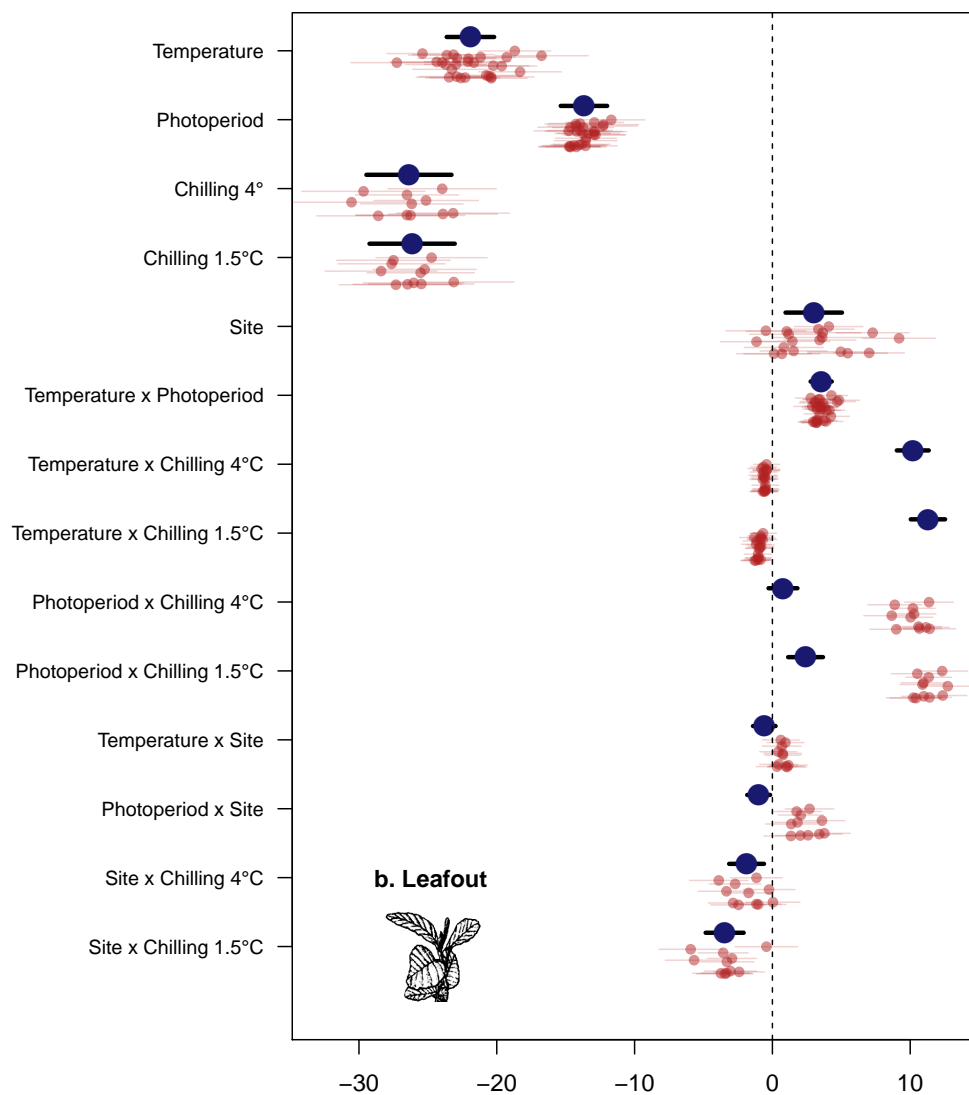 Temperature
Photoperiod
Chilling 4°
Chilling 1.5°C
Site
Temperature x Photoperiod
Temperature x Chilling 4°C
Temperature x Chilling 1.5°C
Photoperiod x Chilling 4°C
Photoperiod x Chilling 1.5°C
Temperature x Site
Photoperiod x Site
Site x Chilling 4°C
b. Leafout
Site x Chilling 1.5°C
−30 −20 −10 0 10